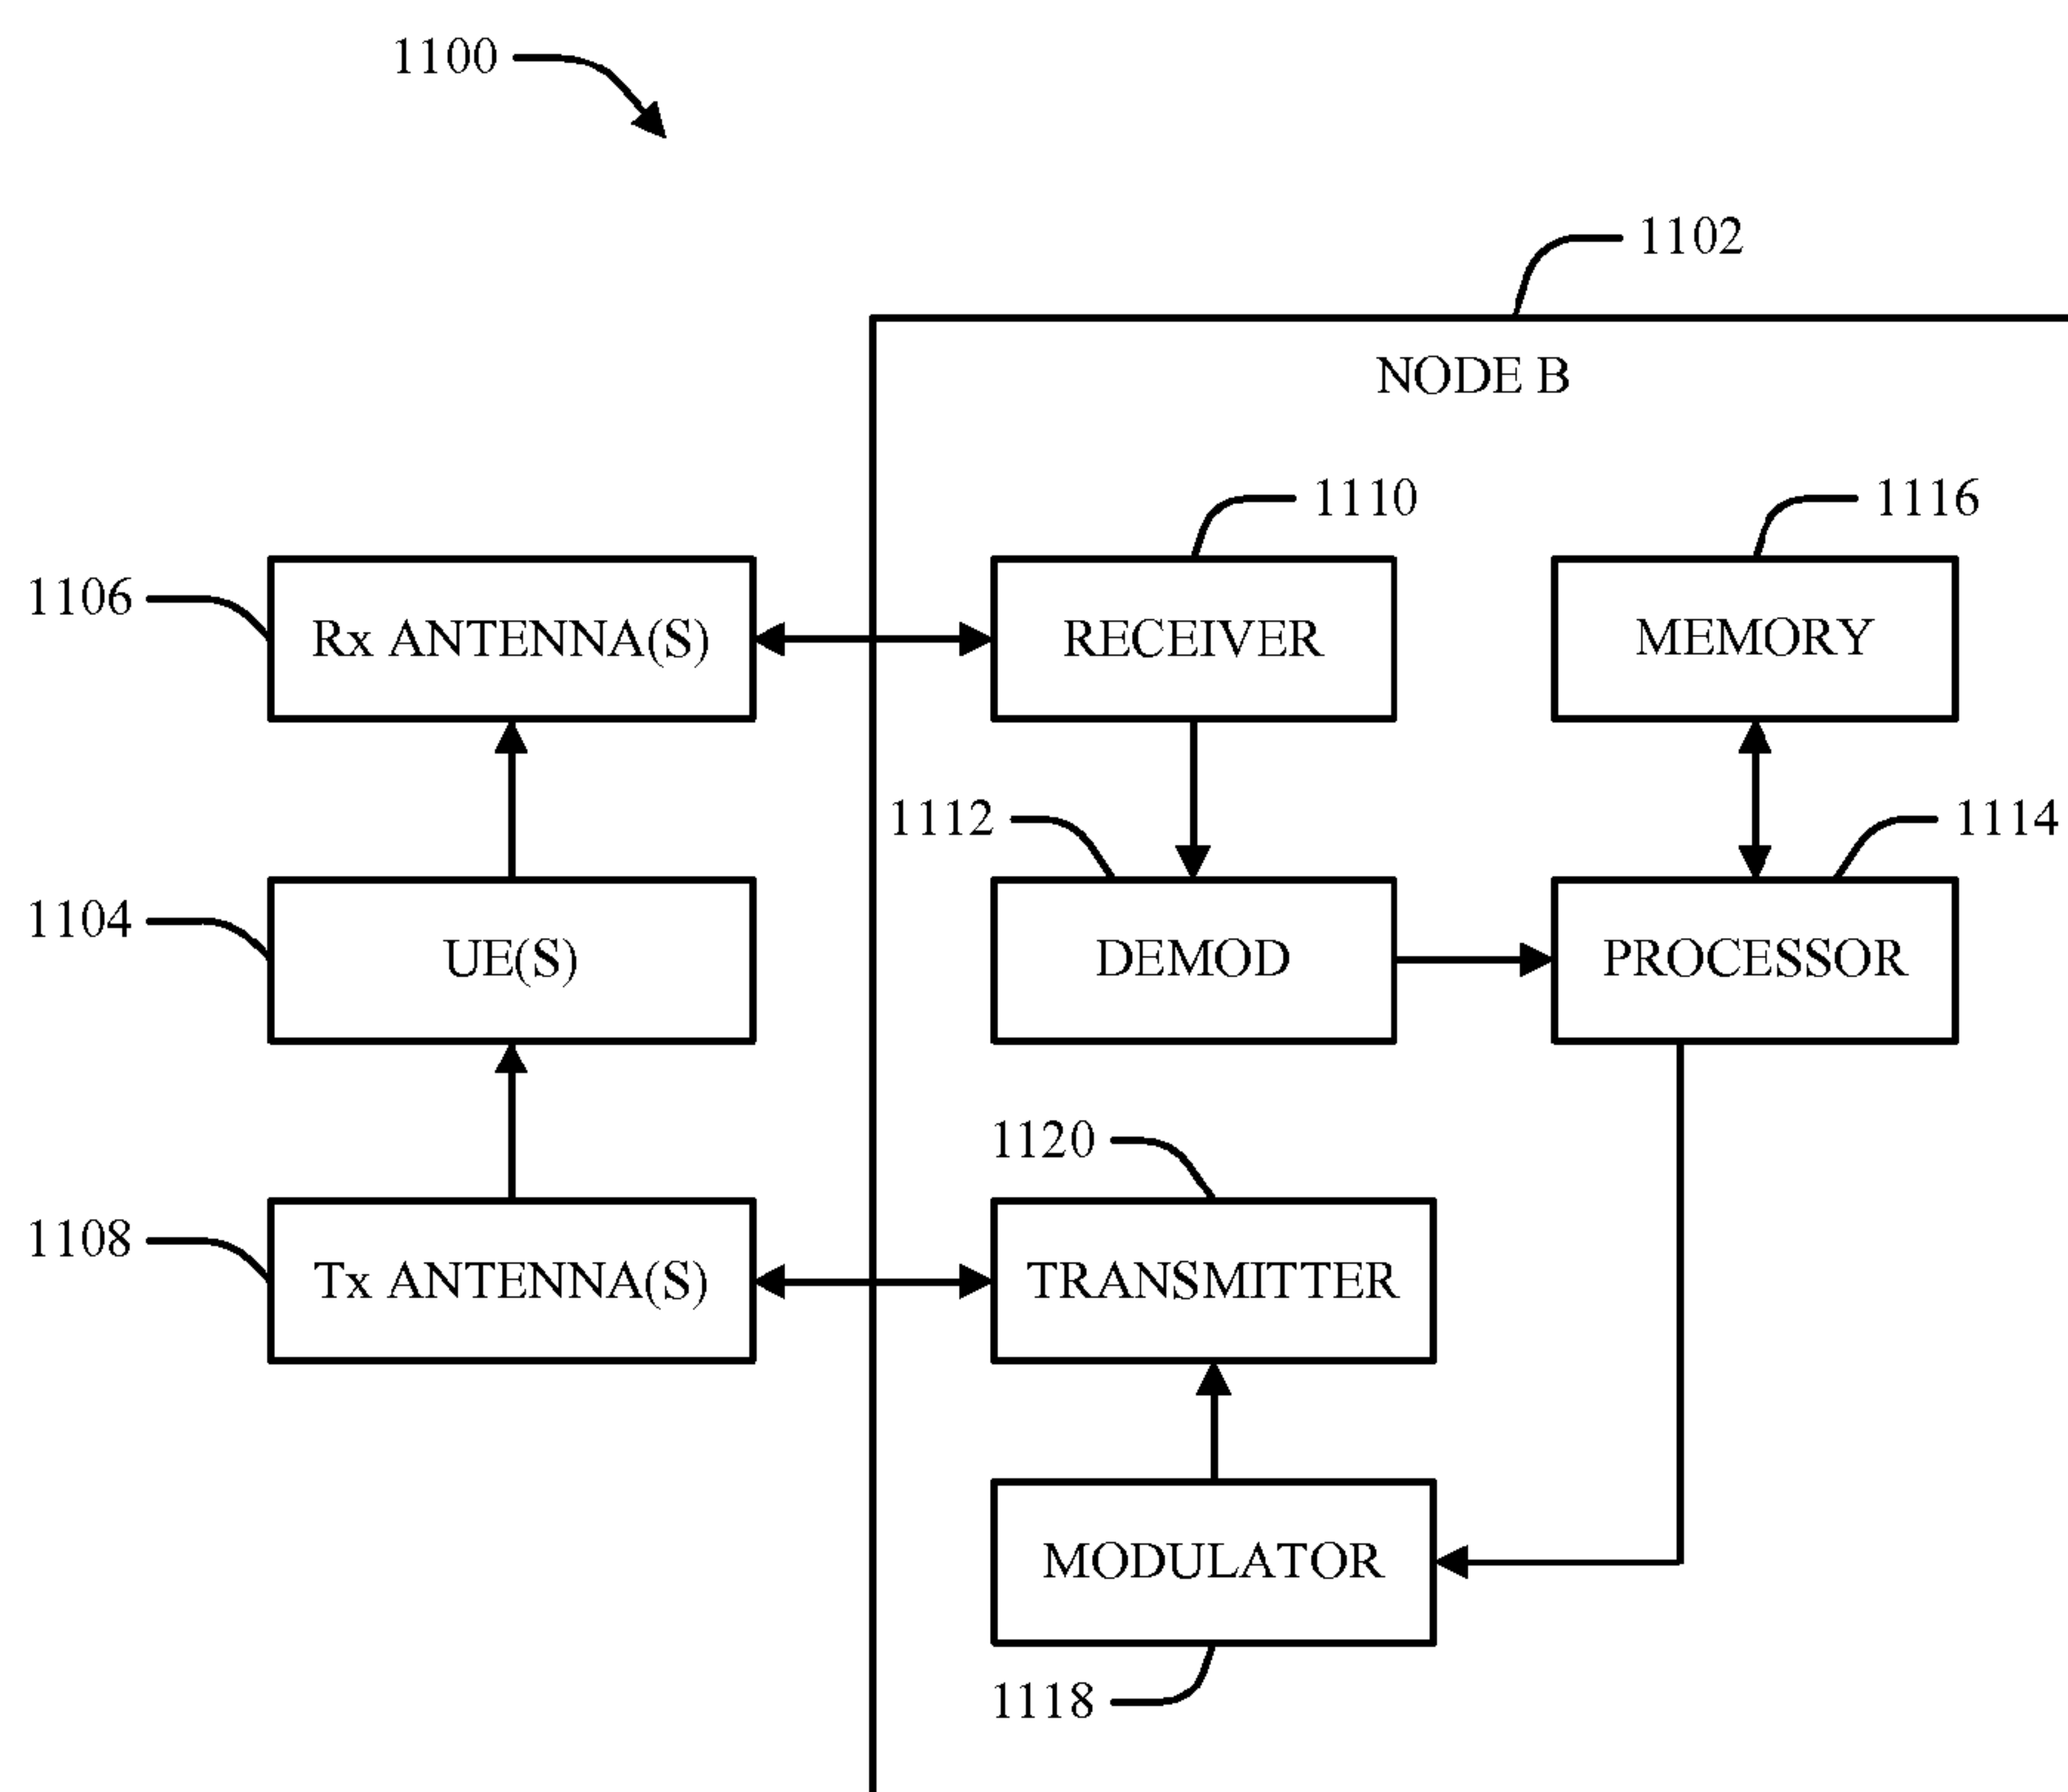 1100
1102
NODE B
1110
1116
1106
Rx ANTENNA(S)
RECEIVER
MEMORY
1112
1114
1104
UE(S)
DEMOD
PROCESSOR
1120
1108
Tx ANTENNA(S)
TRANSMITTER
MODULATOR
1118